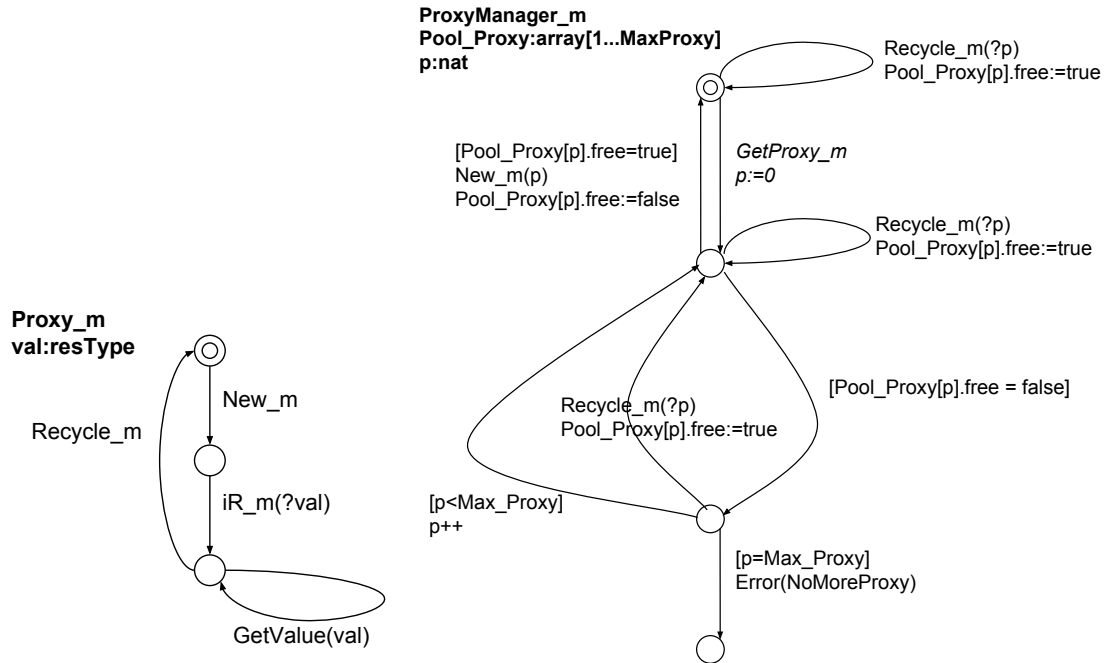 ProxyManager_m
Pool_Proxy:array[1...MaxProxy]
p:nat
Recycle_m(?p)
Pool_Proxy[p].free:=true
[Pool_Proxy[p].free=true]
New_m(p)
Pool_Proxy[p].free:=false
GetProxy_m
p:=0
Recycle_m(?p)
Pool_Proxy[p].free:=true
Proxy_m
val:resType
New_m
Recycle_m
iR_m(?val)
GetValue(val)
[Pool_Proxy[p].free = false]
Recycle_m(?p)
Pool_Proxy[p].free:=true
[p<Max_Proxy]
p++
[p=Max_Proxy]
Error(NoMoreProxy)